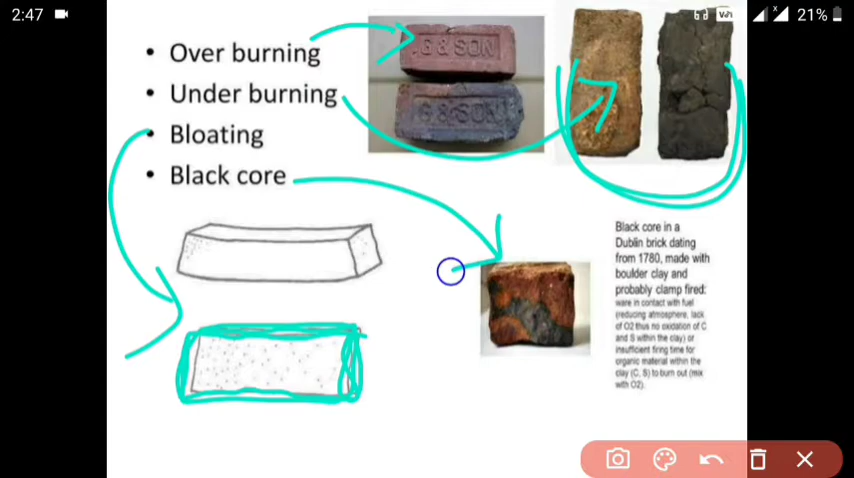 2:47
21%
• Over burning
• Under burning
• Bloating
• Black core
G & SON
G & SON
Black core in a
Dublin brick dating
from 1780, made with
boulder clay and
probably clamp fired:
ware in contact with fuel
(reducing atmosphere, lack
of O2 thus no oxidation of C
and S within the clay) or
insufficient firing time for
organic material within the
clay (C, S) to burn out (mix
with O2).